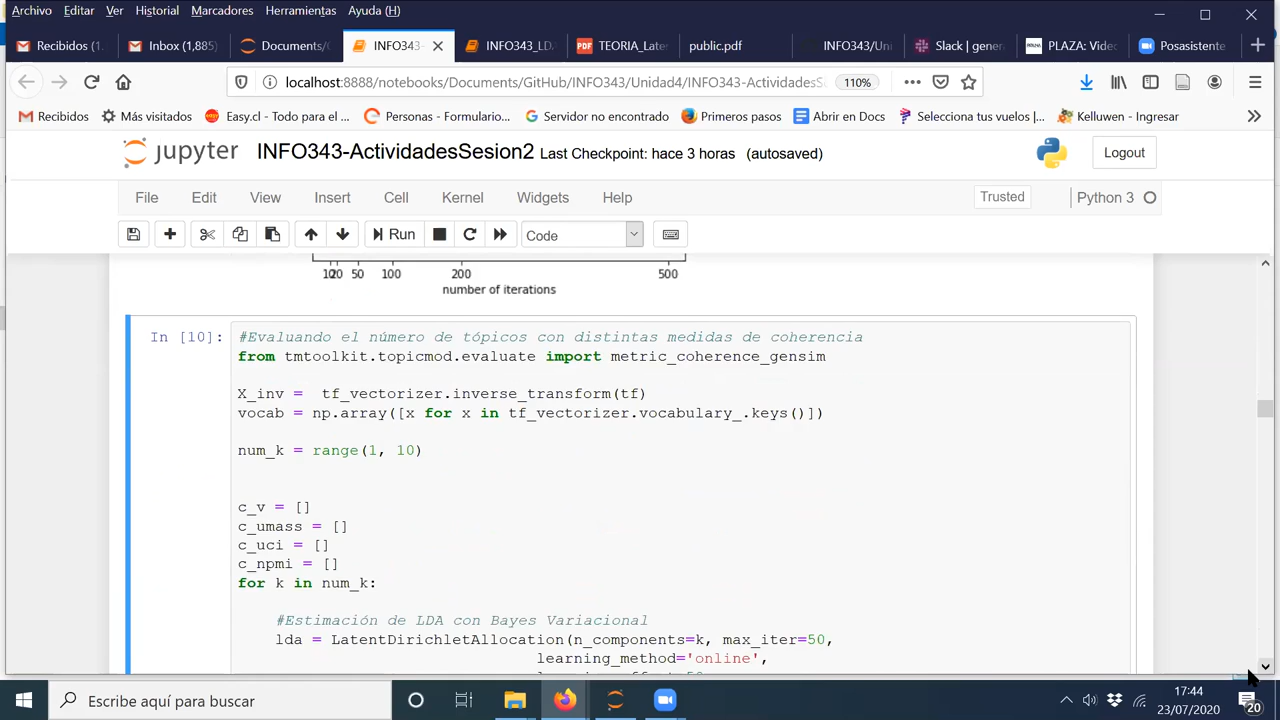 Archivo Editar Ver Historial Marcadores Herramientas Ayuda (H)
Recibidos (1. Inbox (1,885) Documents/ INFO343- INFO343_LD TEORIA_Late public.pdf INFO343/Uni Slack | gener PLAZA: Vide Posasistente
localhost:8888/notebooks/Documents/GitHub/INFO343/Unidad4/INFO343-ActividadesSe 110%
Recibidos Más visitados Easy.cl - Todo para el ... Personas - Formulario... Servidor no encontrado Primeros pasos Abrir en Docs Selecciona tus vuelos |... Kelluwen - Ingresar
jupyter INFO343-ActividadesSesion2 Last Checkpoint: hace 3 horas (autosaved) Logout
File Edit View Insert Cell Kernel Widgets Help Trusted Python 3
Run Code
50 100 200 500
number of iterations
In [10]: #Evaluando el número de tópicos con distintas medidas de coherencia
from tmtoolkit.topicmod.evaluate import metric_coherence_gensim
X_inv = tf_vectorizer.inverse_transform(tf)
vocab = np.array([x for x in tf_vectorizer.vocabulary_.keys()])
num_k = range(1, 10)
c_v = []
c_umass = []
c_uci = []
c_npmi = []
for k in num_k:
#Estimación de LDA con Bayes Variacional
lda = LatentDirichletAllocation(n_components=k, max_iter=50,
learning_method='online',
Escribe aquí para buscar
17:44
23/07/2020
20